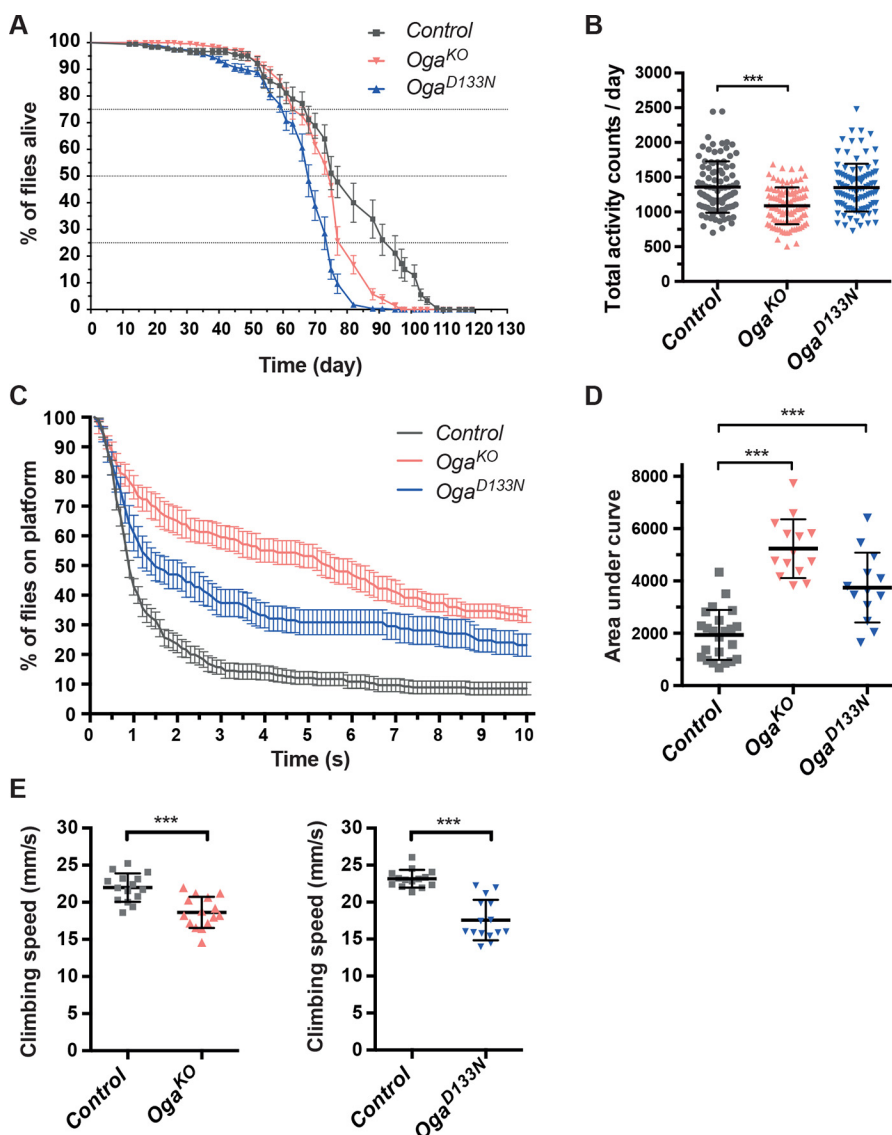 A
% of flies alive
100
90
80
70
60
50
40
30
20
10
0
0 10 20 30 40 50 60 70 80 90 100 110 120 130
Time (day)
Control
Oga^KO
Oga^D133N
B
Total activity counts / day
3000
2500
2000
1500
1000
500
0
***
Control
Oga^KO
Oga^D133N
C
% of flies on platform
100
90
80
70
60
50
40
30
20
10
0
0 1 2 3 4 5 6 7 8 9 10
Time (s)
Control
Oga^KO
Oga^D133N
D
Area under curve
8000
6000
4000
2000
0
***
***
Control
Oga^KO
Oga^D133N
E
Climbing speed (mm/s)
30
25
20
15
10
5
0
***
Control
Oga^KO
Climbing speed (mm/s)
30
25
20
15
10
5
0
***
Control
Oga^D133N